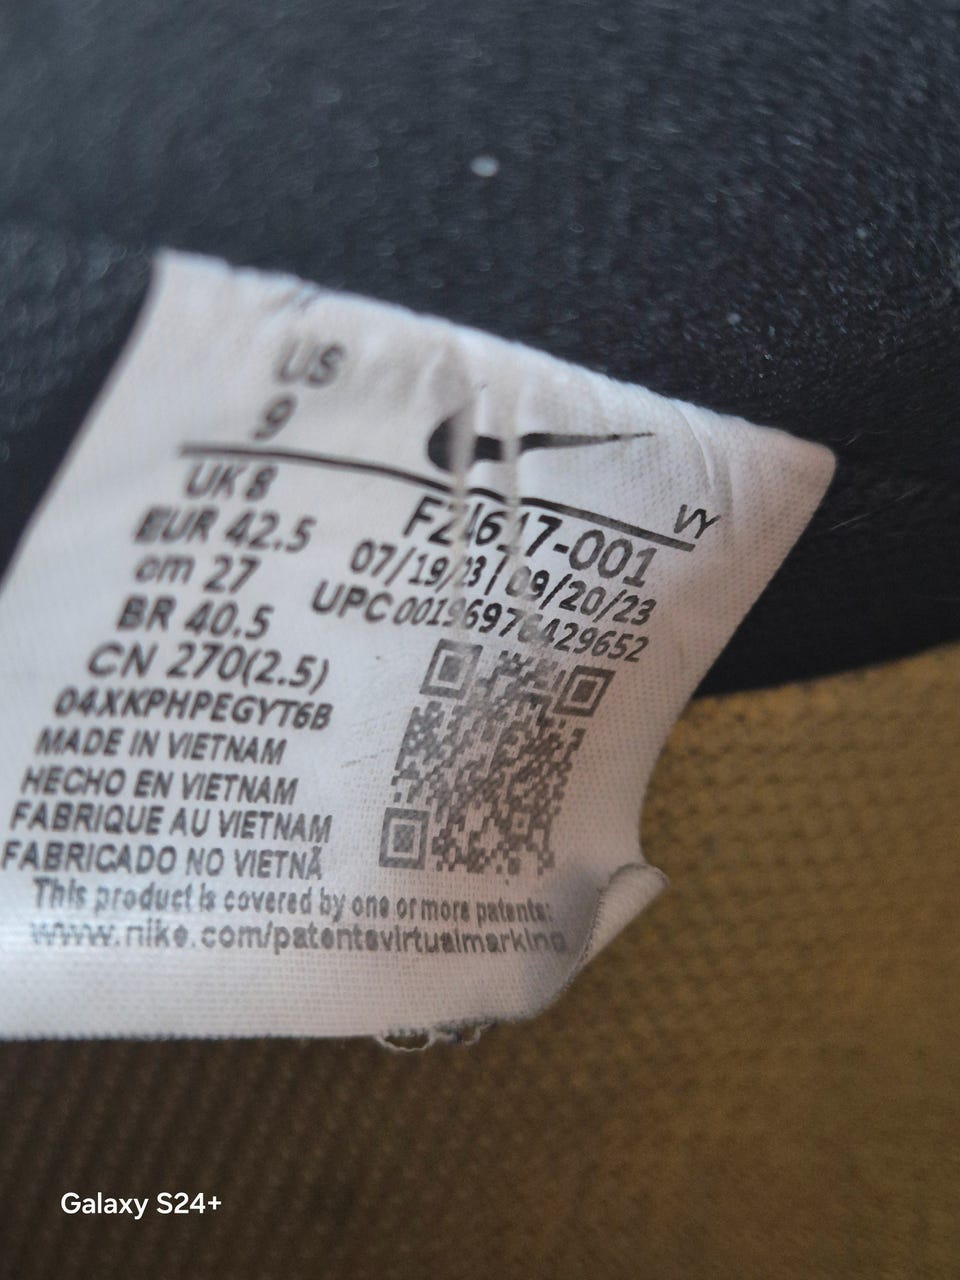 US
9
VY
UK 8
EUR 42.5
cm 27
BR 40.5
CN 270(2.5)
04XKPHPEGYT6B
FZ4617-001
07/19/23 | 09/20/23
UPC 00196976429652
MADE IN VIETNAM
HECHO EN VIETNAM
FABRIQUE AU VIETNAM
FABRICADO NO VIETNÃ
This product is covered by one or more patents:
www.nike.com/patentsvirtualmarking
Galaxy S24+